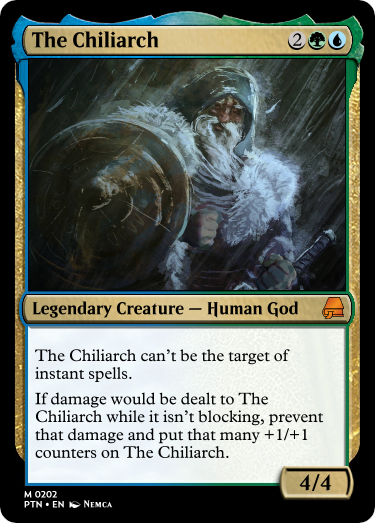 The Chiliarch 2
Legendary Creature — Human God
The Chiliarch can't be the target of
instant spells.
If damage would be dealt to The
Chiliarch while it isn't blocking, prevent
that damage and put that many +1/+1
counters on The Chiliarch.
4/4
M 0202
PTN • EN Nemca